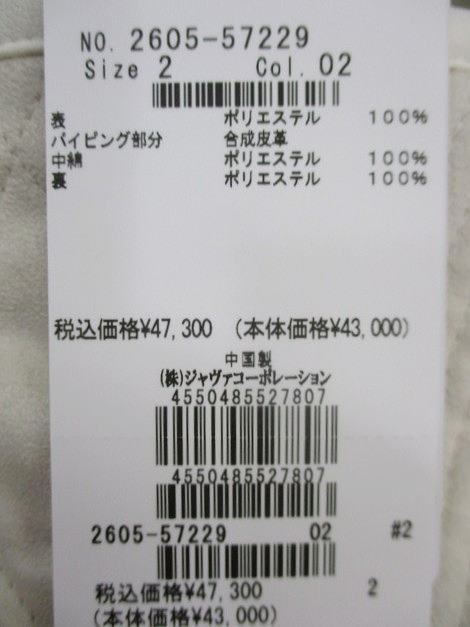 NO. 2605-57229
Size 2 Col. 02
表 ポリエステル 100%
パイピング部分 合成皮革
中綿 ポリエステル 100%
裏 ポリエステル 100%
税込価格¥47,300 (本体価格¥43,000)
中国製
(株)ジャヴァコーポレーション
4550485527807
4550485527807
2605-57229 02 #2
税込価格¥47,300 2
(本体価格¥43,000)